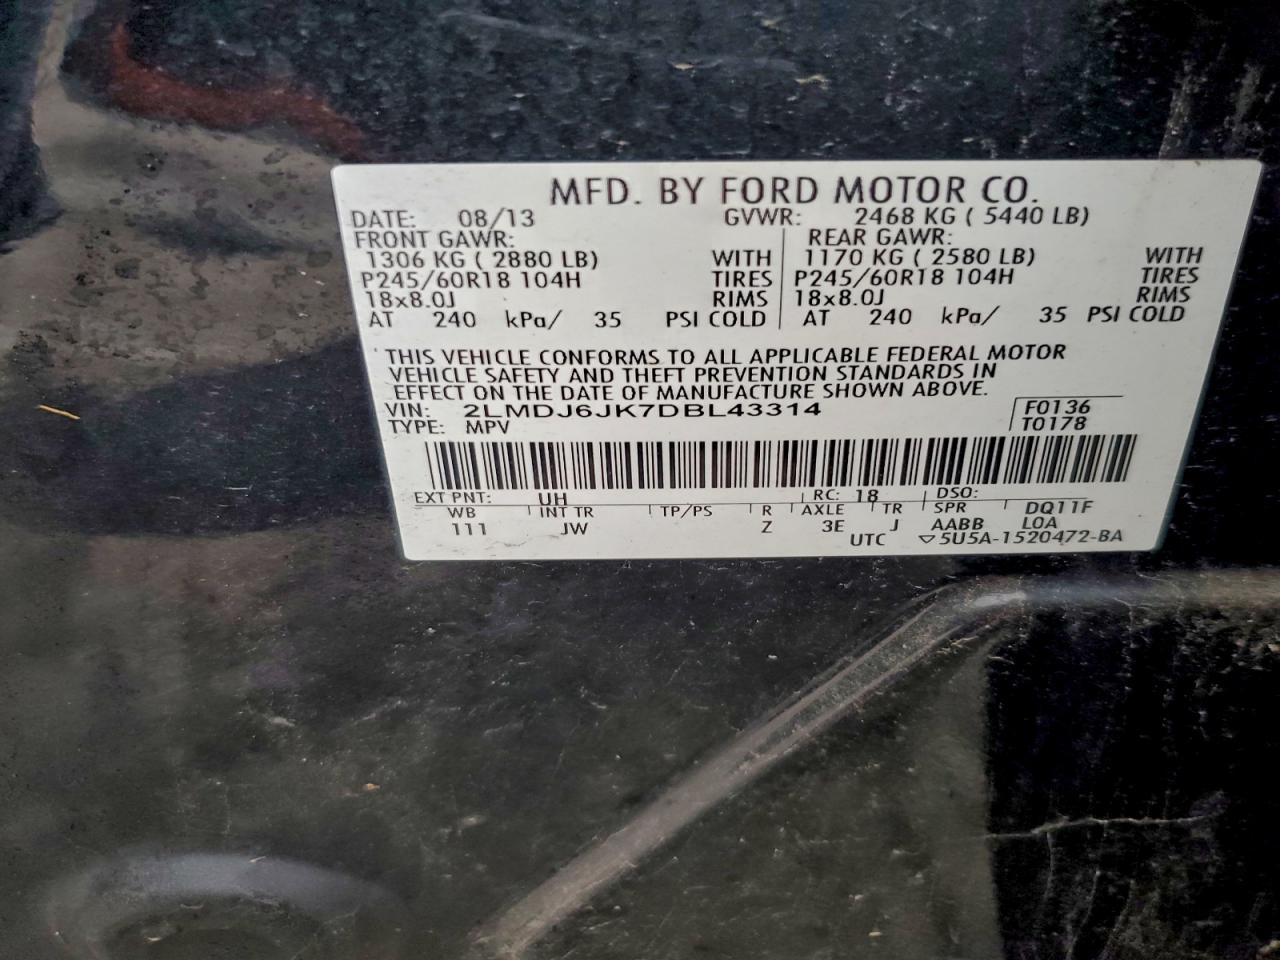 MFD. BY FORD MOTOR CO.
DATE: 08/13 GVWR: 2468 KG ( 5440 LB)
FRONT GAWR: REAR GAWR:
1306 KG ( 2880 LB) WITH 1170 KG ( 2580 LB) WITH
P245/60R18 104H TIRES P245/60R18 104H TIRES
18x8.0J RIMS 18x8.0J RIMS
AT 240 kPa/ 35 PSI COLD AT 240 kPa/ 35 PSI COLD
THIS VEHICLE CONFORMS TO ALL APPLICABLE FEDERAL MOTOR
VEHICLE SAFETY AND THEFT PREVENTION STANDARDS IN
EFFECT ON THE DATE OF MANUFACTURE SHOWN ABOVE.
VIN: 2LMDJ6JK7DBL43314 F0136
TYPE: MPV T0178
EXT PNT: UH RC: 18 DSO:
WB INT TR TP/PS R AXLE TR SPR DQ11F
111 JW Z 3E J AABB L0A
UTC ▽5U5A-1520472-BA